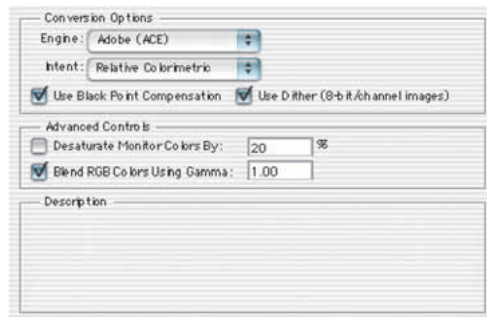 Conversion Options
Engine: Adobe (ACE)
Intent: Relative Colorimetric
Use Black Point Compensation Use Dither (8-bit/channel images)
Advanced Controls
Desaturate Monitor Colors By: 20 %
Blend RGB Colors Using Gamma: 1.00
Description